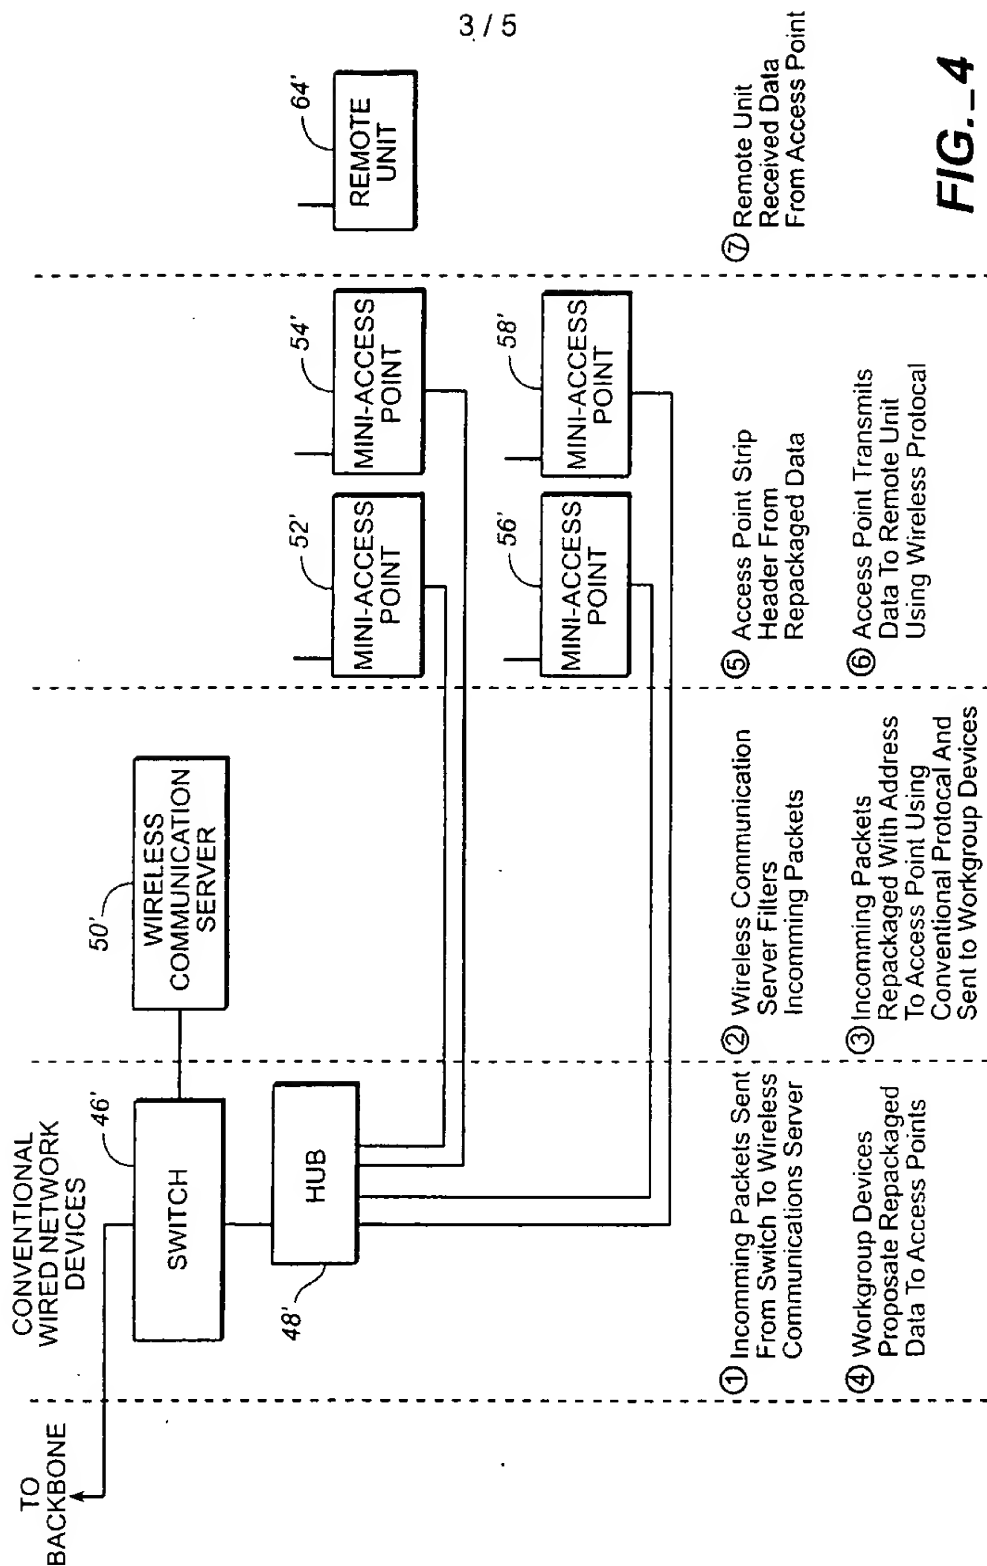 3 / 5
TO
BACKBONE
CONVENTIONAL
WIRED NETWORK
DEVICES
SWITCH
46'
HUB
48'
WIRELESS
COMMUNICATION
SERVER
50'
MINI-ACCESS
POINT
52'
MINI-ACCESS
POINT
54'
MINI-ACCESS
POINT
56'
MINI-ACCESS
POINT
58'
REMOTE
UNIT
64'
① Incomming Packets Sent
From Switch To Wireless
Communications Server
② Wireless Communication
Server Filters
Incomming Packets
③ Incomming Packets
Repackaged With Address
To Access Point Using
Conventional Protocal And
Sent to Workgroup Devices
④ Workgroup Devices
Proposate Repackaged
Data To Access Points
⑤ Access Point Strip
Header From
Repackaged Data
⑥ Access Point Transmits
Data To Remote Unit
Using Wireless Protocal
⑦ Remote Unit
Received Data
From Access Point
FIG._4